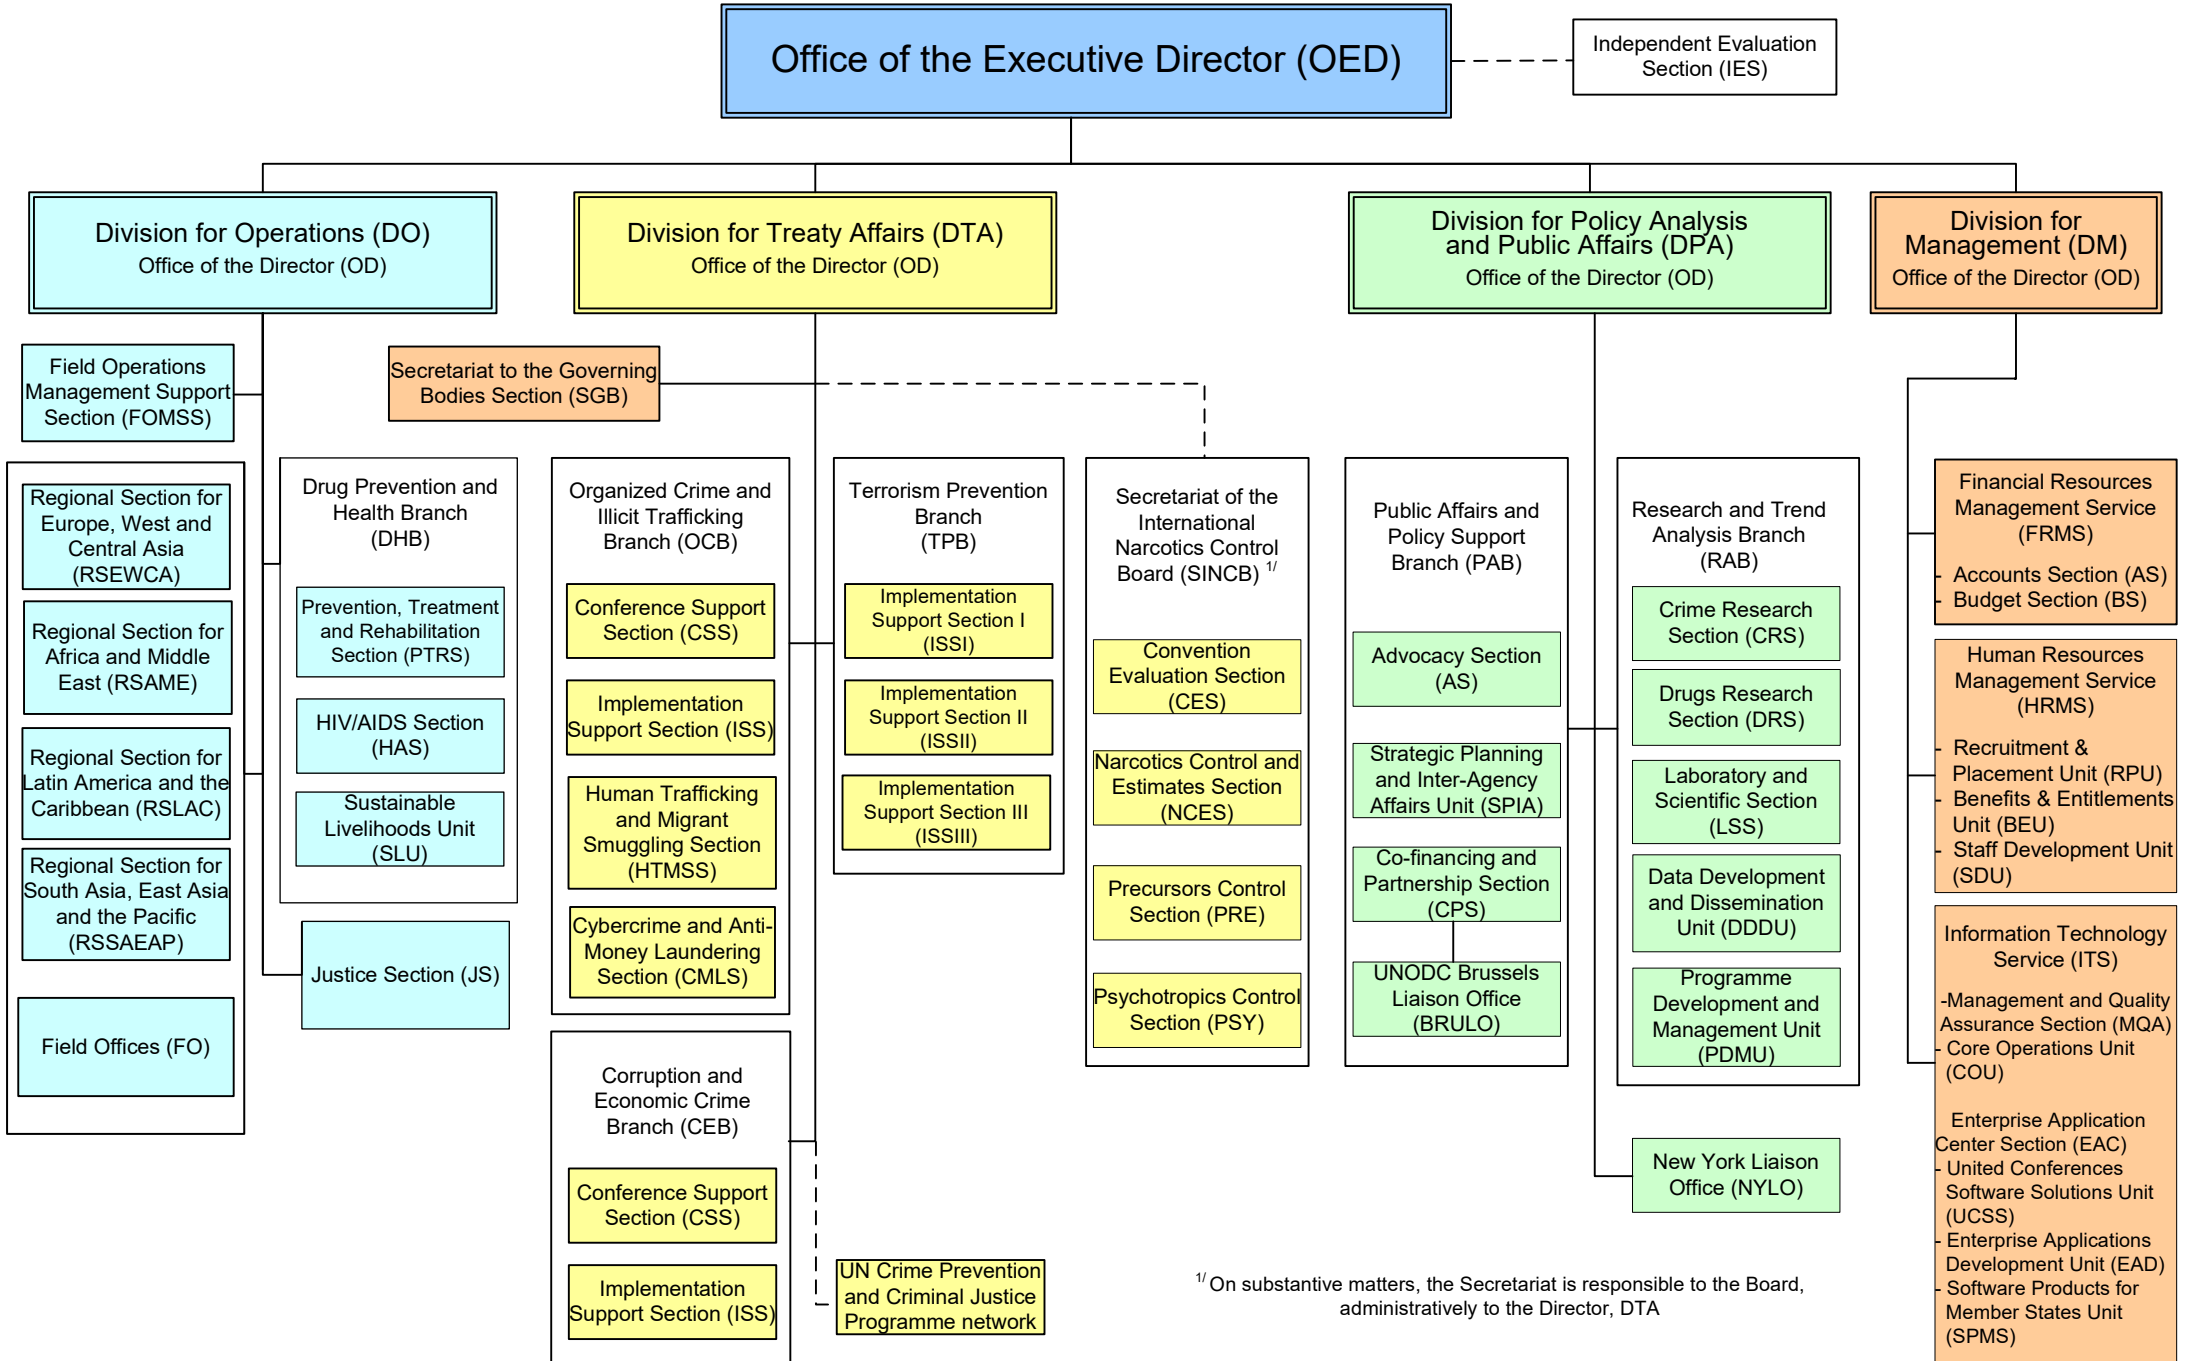 Office of the Executive Director (OED)
Independent Evaluation
Section (IES)
Division for Operations (DO)
Office of the Director (OD)
Division for Treaty Affairs (DTA)
Office of the Director (OD)
Division for Policy Analysis
and Public Affairs (DPA)
Office of the Director (OD)
Division for
Management (DM)
Office of the Director (OD)
Field Operations
Management Support
Section (FOMSS)
Secretariat to the Governing
Bodies Section (SGB)
Regional Section for
Europe, West and
Central Asia
(RSEWCA)
Regional Section for
Africa and Middle
East (RSAME)
Regional Section for
Latin America and the
Caribbean (RSLAC)
Regional Section for
South Asia, East Asia
and the Pacific
(RSSAEAP)
Field Offices (FO)
Drug Prevention and
Health Branch
(DHB)
Prevention, Treatment
and Rehabilitation
Section (PTRS)
HIV/AIDS Section
(HAS)
Sustainable
Livelihoods Unit
(SLU)
Justice Section (JS)
Organized Crime and
Illicit Trafficking
Branch (OCB)
Conference Support
Section (CSS)
Implementation
Support Section (ISS)
Human Trafficking
and Migrant
Smuggling Section
(HTMSS)
Cybercrime and Anti-
Money Laundering
Section (CMLS)
Corruption and
Economic Crime
Branch (CEB)
Conference Support
Section (CSS)
Implementation
Support Section (ISS)
Terrorism Prevention
Branch
(TPB)
Implementation
Support Section I
(ISSI)
Implementation
Support Section II
(ISSII)
Implementation
Support Section III
(ISSIII)
UN Crime Prevention
and Criminal Justice
Programme network
Secretariat of the
International
Narcotics Control
Board (SINCB) 1/
Convention
Evaluation Section
(CES)
Narcotics Control and
Estimates Section
(NCES)
Precursors Control
Section (PRE)
Psychotropics Control
Section (PSY)
Public Affairs and
Policy Support
Branch (PAB)
Advocacy Section
(AS)
Strategic Planning
and Inter-Agency
Affairs Unit (SPIA)
Co-financing and
Partnership Section
(CPS)
UNODC Brussels
Liaison Office
(BRULO)
Research and Trend
Analysis Branch
(RAB)
Crime Research
Section (CRS)
Drugs Research
Section (DRS)
Laboratory and
Scientific Section
(LSS)
Data Development
and Dissemination
Unit (DDDU)
Programme
Development and
Management Unit
(PDMU)
New York Liaison
Office (NYLO)
Financial Resources
Management Service
(FRMS)
- Accounts Section (AS)
- Budget Section (BS)
Human Resources
Management Service
(HRMS)
- Recruitment &
Placement Unit (RPU)
- Benefits & Entitlements
Unit (BEU)
- Staff Development Unit
(SDU)
Information Technology
Service (ITS)
-Management and Quality
Assurance Section (MQA)
- Core Operations Unit
(COU)
Enterprise Application
Center Section (EAC)
- United Conferences
Software Solutions Unit
(UCSS)
- Enterprise Applications
Development Unit (EAD)
- Software Products for
Member States Unit
(SPMS)
1/ On substantive matters, the Secretariat is responsible to the Board,
administratively to the Director, DTA